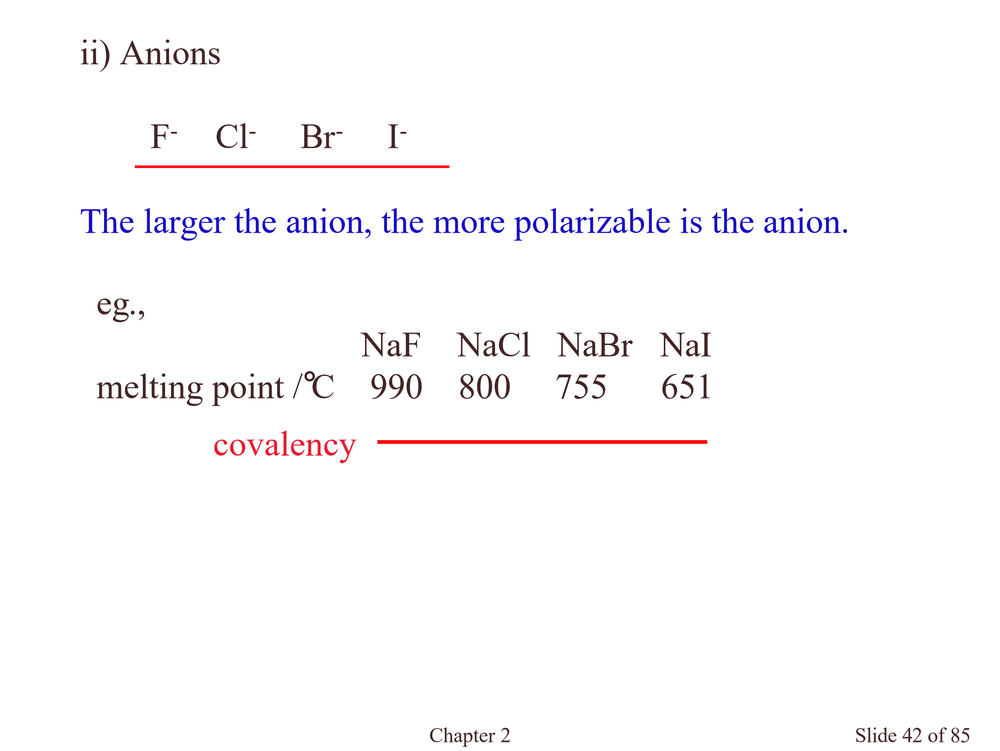 ii) Anions
F- Cl- Br- I-
The larger the anion, the more polarizable is the anion.
eg.,
NaF NaCl NaBr NaI
melting point /℃ 990 800 755 651
covalency
Chapter 2
Slide 42 of 85